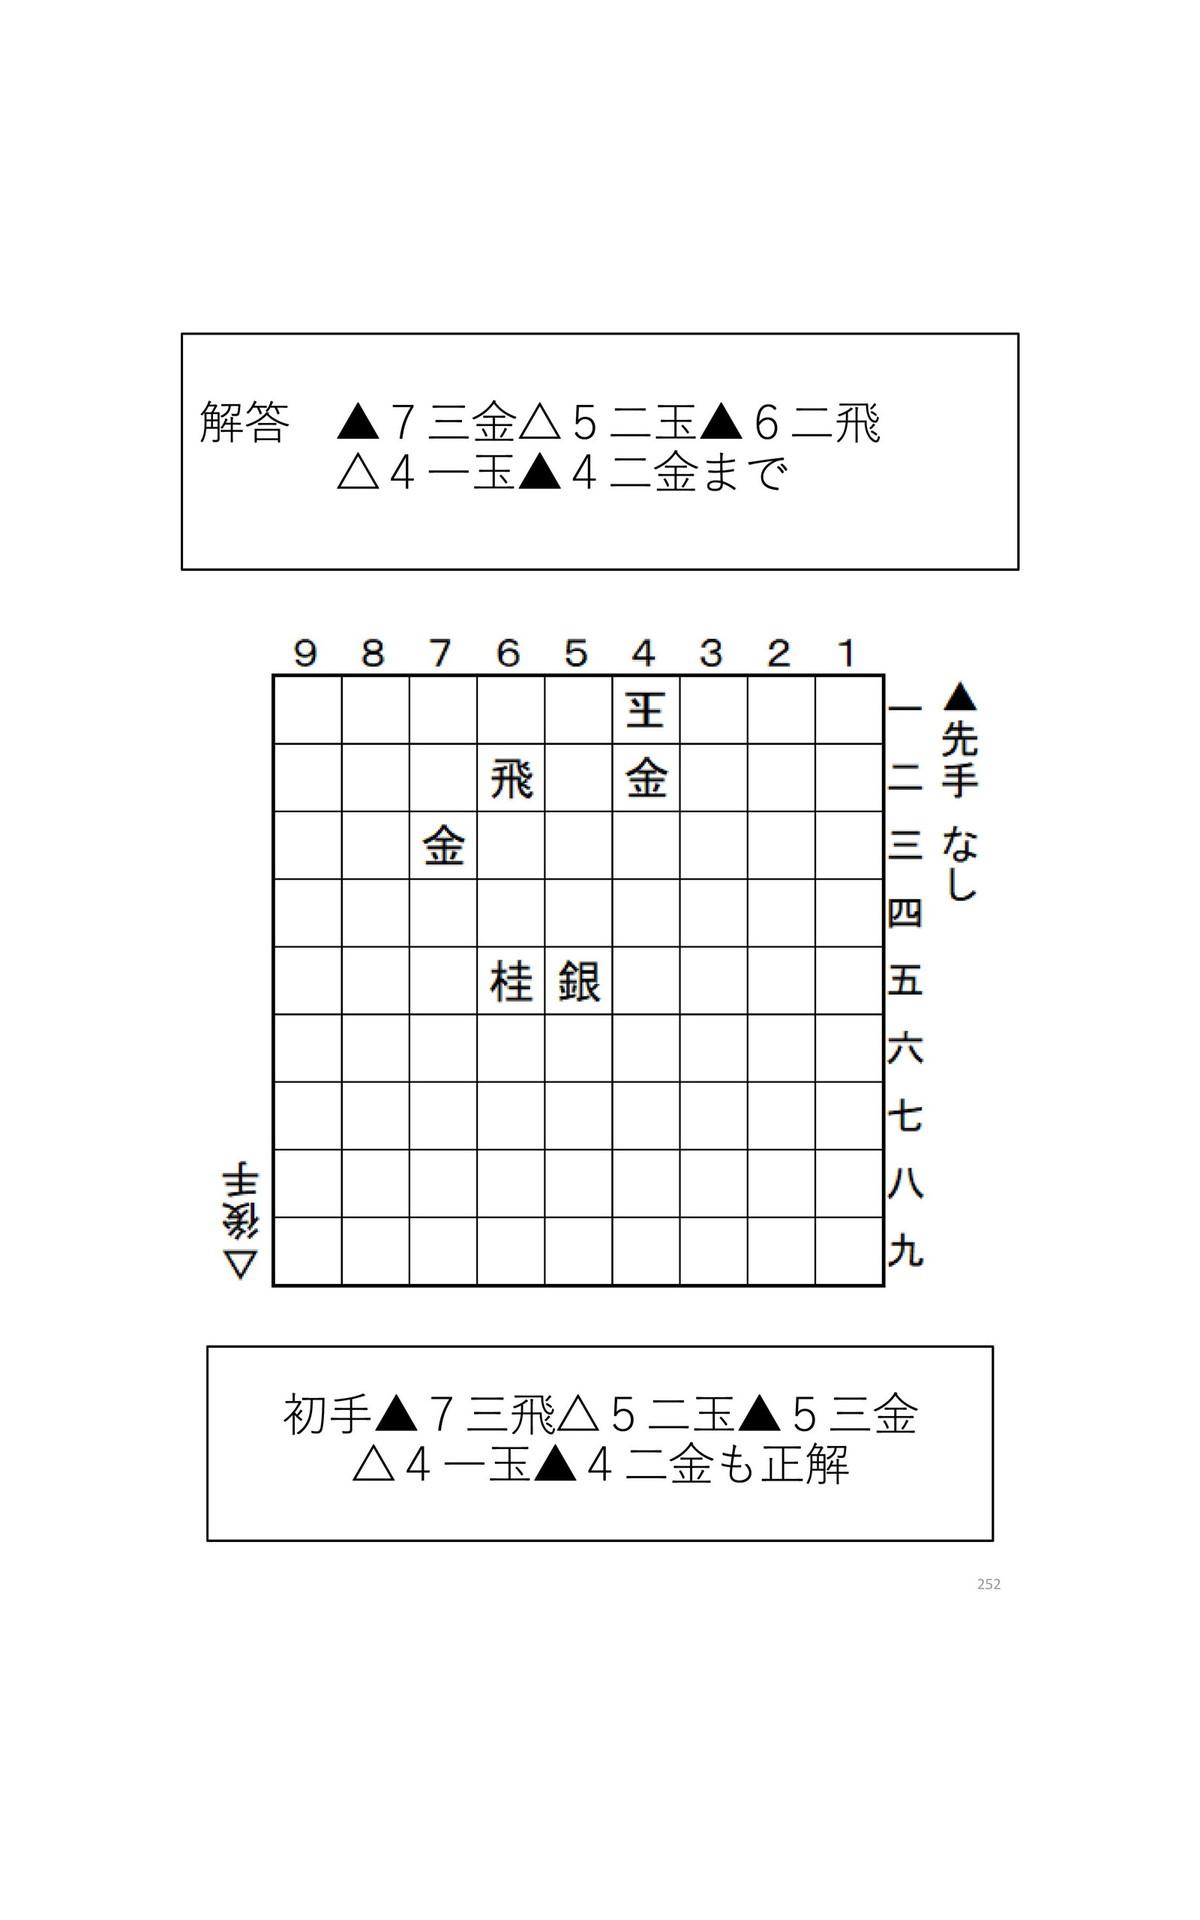 解答　▲７三金△５二玉▲６二飛
△４一玉▲４二金まで
９ ８ ７ ６ ５ ４ ３ ２ １
王 一
飛 金 二
金 三
四
桂 銀 五
六
七
八
九
▲先手 なし
△後手
初手▲７三飛△５二玉▲５三金
△４一玉▲４二金も正解
252